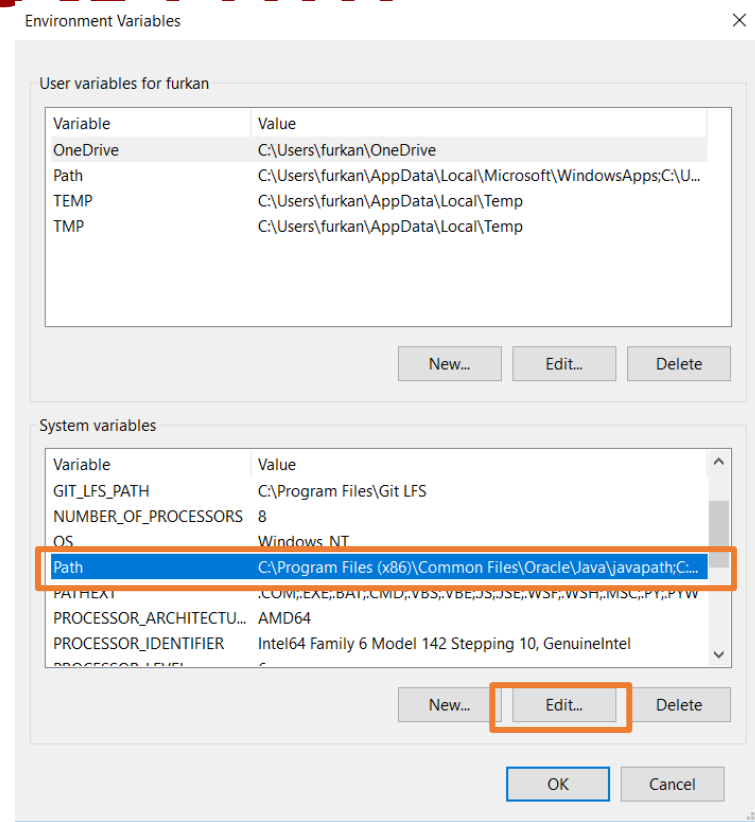 Environment Variables
User variables for furkan
Variable Value
OneDrive C:\Users\furkan\OneDrive
Path C:\Users\furkan\AppData\Local\Microsoft\WindowsApps;C:\U...
TEMP C:\Users\furkan\AppData\Local\Temp
TMP C:\Users\furkan\AppData\Local\Temp
New... Edit... Delete
System variables
Variable Value
GIT_LFS_PATH C:\Program Files\Git LFS
NUMBER_OF_PROCESSORS 8
OS Windows_NT
Path C:\Program Files (x86)\Common Files\Oracle\Java\javapath;C:...
PATHEXT .COM;.EXE;.BAT;.CMD;.VBS;.VBE;.JS;.JSE;.WSF;.WSH;.MSC;.PY;.PYW
PROCESSOR_ARCHITECTU... AMD64
PROCESSOR_IDENTIFIER Intel64 Family 6 Model 142 Stepping 10, GenuineIntel
PROCESSOR_LEVEL 6
New... Edit... Delete
OK Cancel